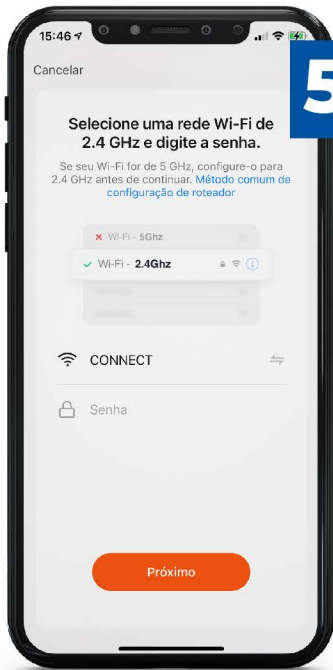 15:46
5
Cancelar
Selecione uma rede Wi-Fi de
2.4 GHz e digite a senha.
Se seu Wi-Fi for de 5 GHz, configure-o para
2.4 GHz antes de continuar. Método comum de
configuração de roteador
Wi-Fi - 5Ghz
Wi-Fi - 2.4Ghz
CONNECT
Senha
Próximo